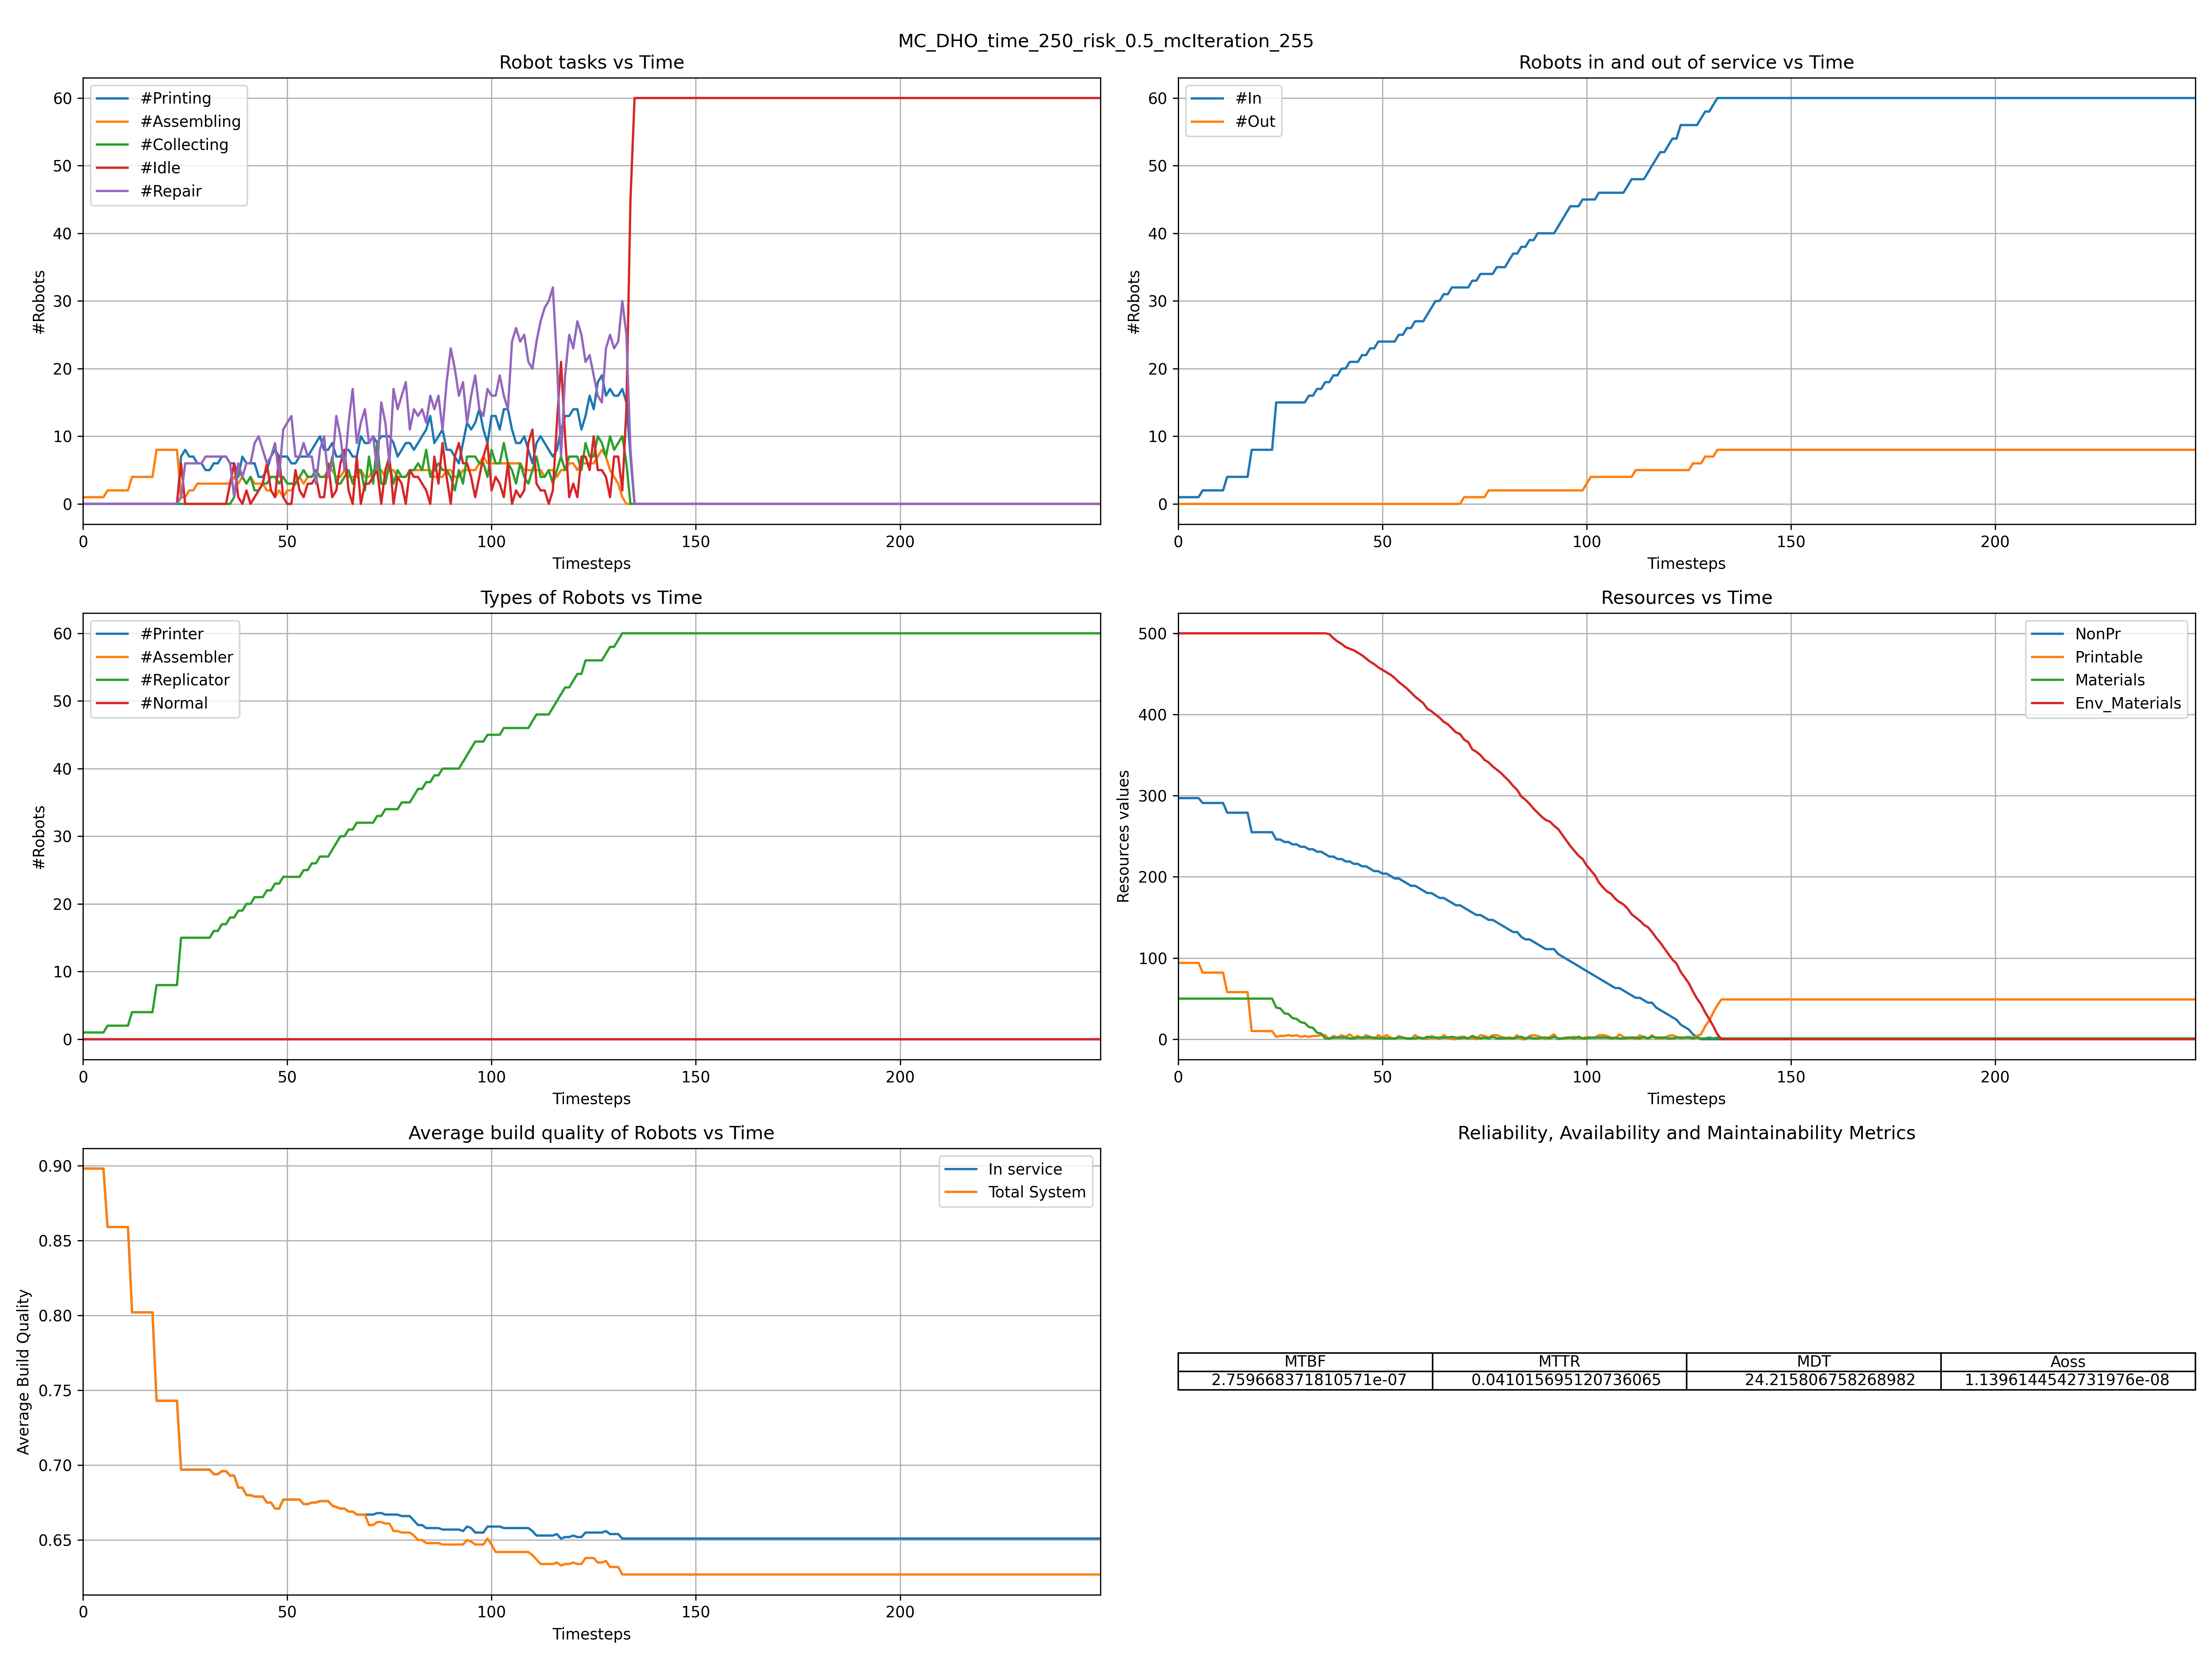 MC_DHO_time_250_risk_0.5_mcIteration_255
Robot tasks vs Time
#Printing
#Assembling
#Collecting
#Idle
#Repair
60
50
40
30
20
10
0
#Robots
0 50 100 150 200
Timesteps
Robots in and out of service vs Time
#In
#Out
60
50
40
30
20
10
0
#Robots
0 50 100 150 200
Timesteps
Types of Robots vs Time
#Printer
#Assembler
#Replicator
#Normal
60
50
40
30
20
10
0
#Robots
0 50 100 150 200
Timesteps
Resources vs Time
NonPr
Printable
Materials
Env_Materials
500
400
300
200
100
0
Resources values
0 50 100 150 200
Timesteps
Average build quality of Robots vs Time
In service
Total System
0.90
0.85
0.80
0.75
0.70
0.65
Average Build Quality
0 50 100 150 200
Timesteps
Reliability, Availability and Maintainability Metrics
MTBF MTTR MDT Aoss
2.759668371810571e-07 0.041015695120736065 24.215806758268982 1.1396144542731976e-08